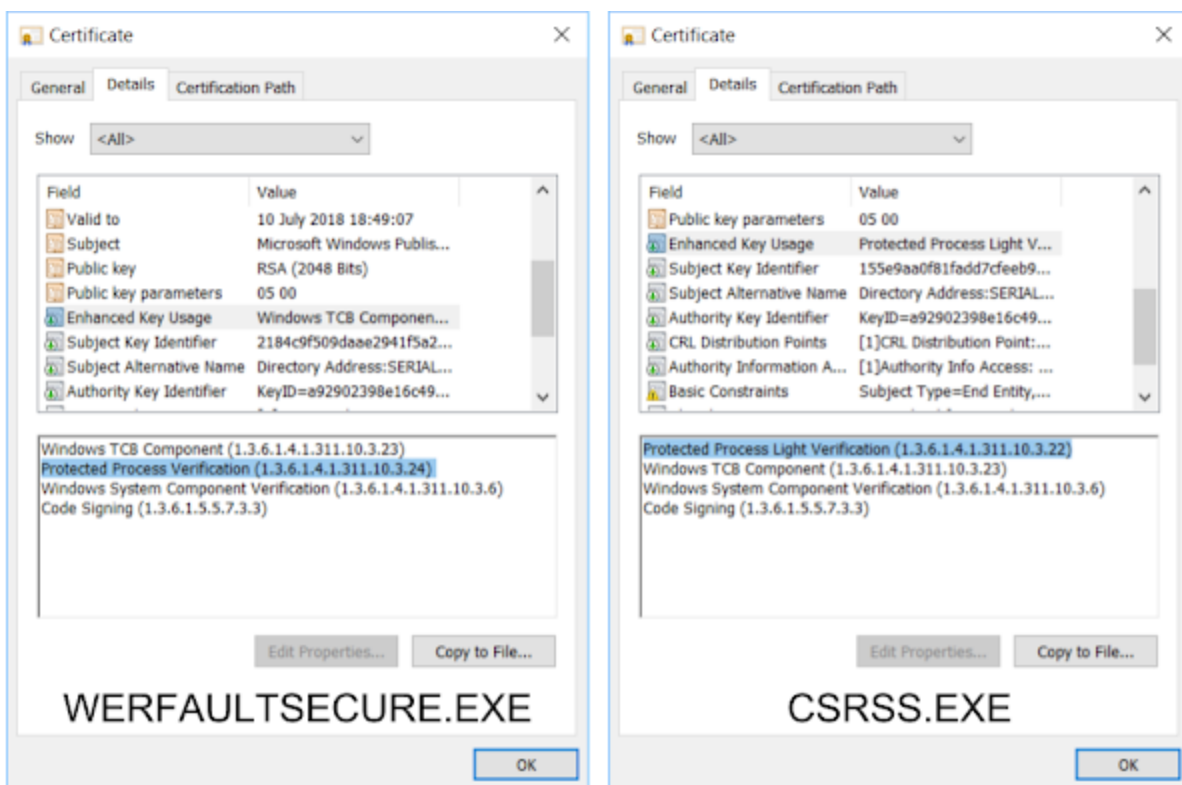 Certificate
General Details Certification Path
Show <All>
Field Value
Valid to 10 July 2018 18:49:07
Subject Microsoft Windows Publis...
Public key RSA (2048 Bits)
Public key parameters 05 00
Enhanced Key Usage Windows TCB Componen...
Subject Key Identifier 2184c9f509daae2941f5a2...
Subject Alternative Name Directory Address:SERIAL...
Authority Key Identifier KeyID=a92902398e16c49...
Windows TCB Component (1.3.6.1.4.1.311.10.3.23)
Protected Process Verification (1.3.6.1.4.1.311.10.3.24)
Windows System Component Verification (1.3.6.1.4.1.311.10.3.6)
Code Signing (1.3.6.1.5.5.7.3.3)
Edit Properties... Copy to File...
WERFAULTSECURE.EXE
OK
Certificate
General Details Certification Path
Show <All>
Field Value
Public key parameters 05 00
Enhanced Key Usage Protected Process Light V...
Subject Key Identifier 155e9aa0f81fadd7cfeeb9...
Subject Alternative Name Directory Address:SERIAL...
Authority Key Identifier KeyID=a92902398e16c49...
CRL Distribution Points [1]CRL Distribution Point:...
Authority Information A... [1]Authority Info Access: ...
Basic Constraints Subject Type=End Entity,...
Protected Process Light Verification (1.3.6.1.4.1.311.10.3.22)
Windows TCB Component (1.3.6.1.4.1.311.10.3.23)
Windows System Component Verification (1.3.6.1.4.1.311.10.3.6)
Code Signing (1.3.6.1.5.5.7.3.3)
Edit Properties... Copy to File...
CSRSS.EXE
OK